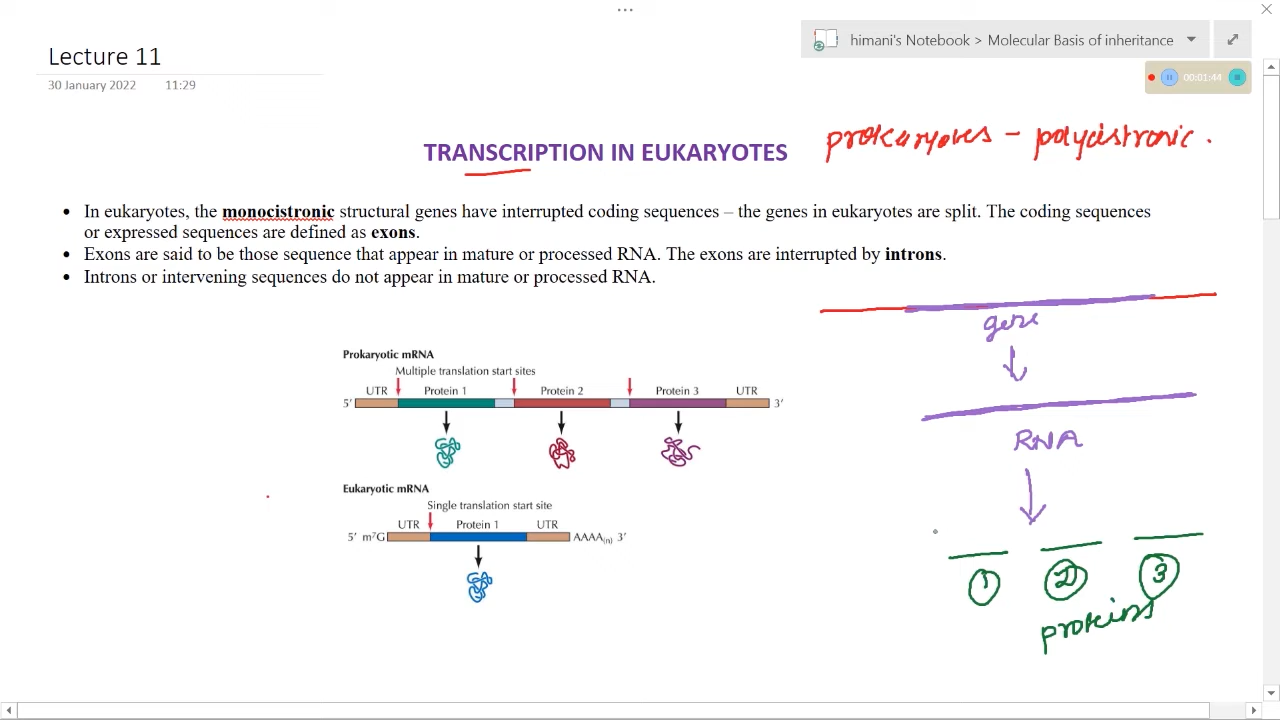 ...
himani's Notebook > Molecular Basis of inheritance
Lecture 11
30 January 2022 11:29
00:01:44
TRANSCRIPTION IN EUKARYOTES
prokaryotes - polycistronic.
• In eukaryotes, the monocistronic structural genes have interrupted coding sequences – the genes in eukaryotes are split. The coding sequences
or expressed sequences are defined as exons.
• Exons are said to be those sequence that appear in mature or processed RNA. The exons are interrupted by introns.
• Introns or intervening sequences do not appear in mature or processed RNA.
gene
RNA
1 2 3
proteins
Prokaryotic mRNA
Multiple translation start sites
UTR Protein 1 Protein 2 Protein 3 UTR
5' 3'
Eukaryotic mRNA
Single translation start site
UTR Protein 1 UTR
5' m⁷G AAAA(n) 3'